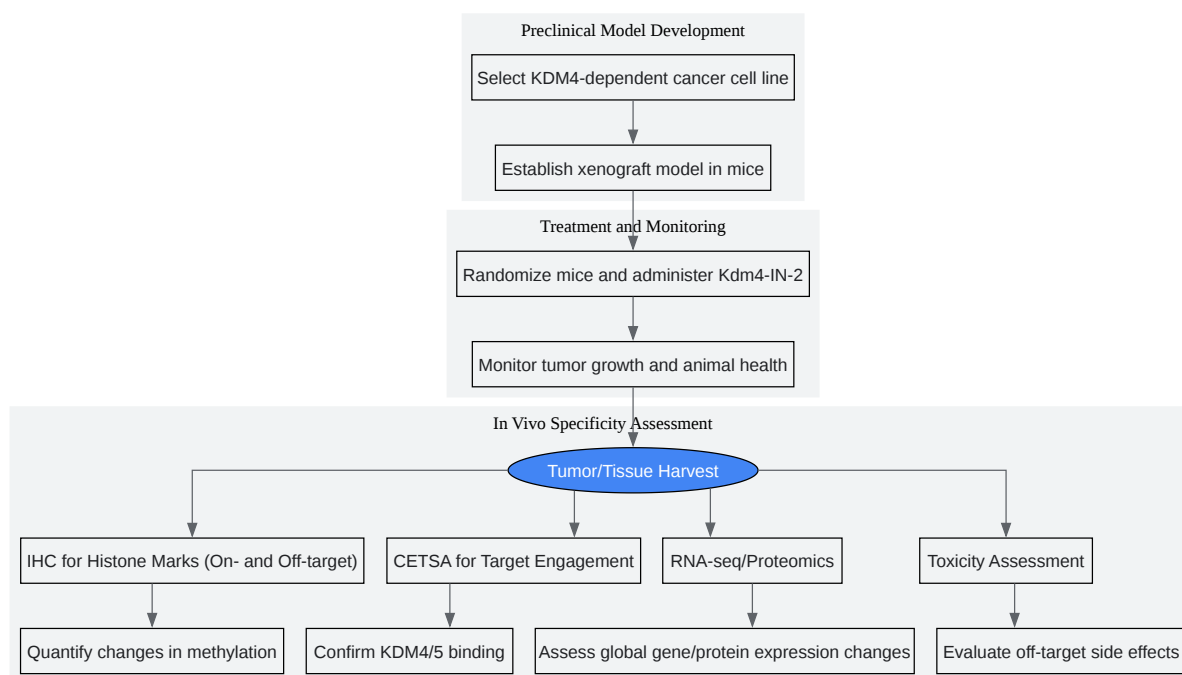 Preclinical Model Development
Select KDM4-dependent cancer cell line
Establish xenograft model in mice
Treatment and Monitoring
Randomize mice and administer Kdm4-IN-2
Monitor tumor growth and animal health
In Vivo Specificity Assessment
Tumor/Tissue Harvest
IHC for Histone Marks (On- and Off-target)
CETSA for Target Engagement
RNA-seq/Proteomics
Toxicity Assessment
Quantify changes in methylation
Confirm KDM4/5 binding
Assess global gene/protein expression changes
Evaluate off-target side effects